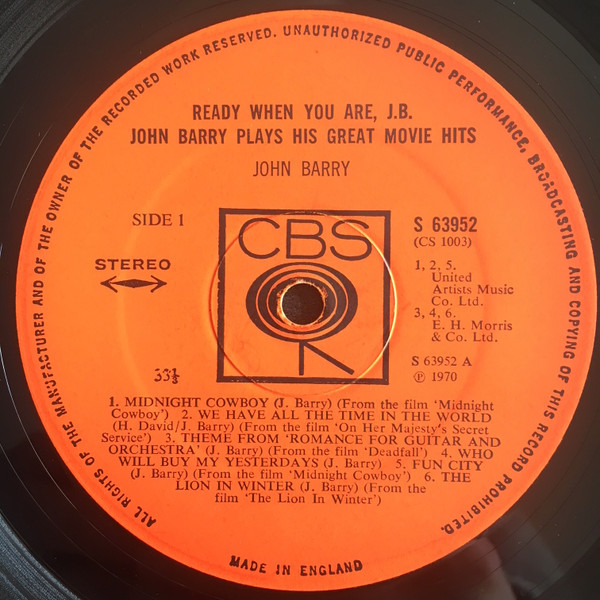 ALL RIGHTS OF THE MANUFACTURER AND OF THE OWNER OF THE RECORDED WORK RESERVED. UNAUTHORIZED PUBLIC PERFORMANCE, BROADCASTING AND COPYING OF THIS RECORD PROHIBITED.
READY WHEN YOU ARE, J.B.
JOHN BARRY PLAYS HIS GREAT MOVIE HITS
JOHN BARRY
SIDE 1
STEREO
33⅓
CBS
S 63952
(CS 1003)
1, 2, 5.
United
Artists Music
Co. Ltd.
3, 4, 6.
E. H. Morris
& Co. Ltd.
S 63952 A
℗ 1970
1. MIDNIGHT COWBOY (J. Barry) (From the film 'Midnight
Cowboy') 2. WE HAVE ALL THE TIME IN THE WORLD
(H. David/J. Barry) (From the film 'On Her Majesty's Secret
Service') 3. THEME FROM 'ROMANCE FOR GUITAR AND
ORCHESTRA' (J. Barry) (From the film 'Deadfall') 4. WHO
WILL BUY MY YESTERDAYS (J. Barry) 5. FUN CITY
(J. Barry) (From the film 'Midnight Cowboy') 6. THE
LION IN WINTER (J. Barry) (From the
film 'The Lion In Winter')
MADE IN ENGLAND